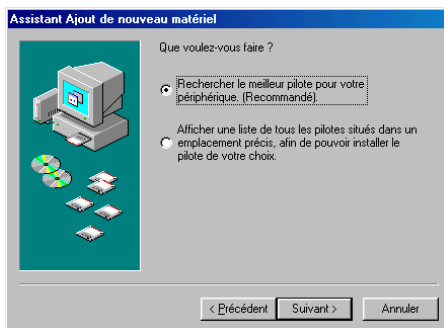 Assistant Ajout de nouveau matériel
Que voulez-vous faire ?
Rechercher le meilleur pilote pour votre
périphérique. (Recommandé).
Afficher une liste de tous les pilotes situés dans un
emplacement précis, afin de pouvoir installer le
pilote de votre choix.
< Précédent
Suivant >
Annuler